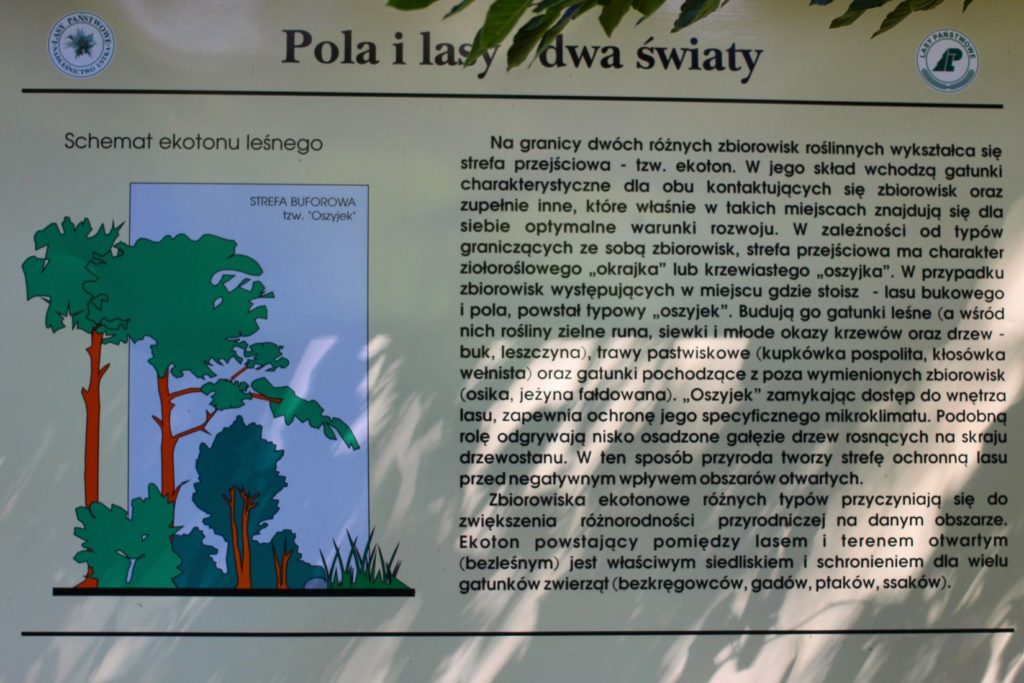 LASY PAŃSTWOWE
NADLEŚNICTWO USTKA
Pola i lasy dwa światy
LASY PAŃSTWOWE
Schemat ekotonu leśnego
STREFA BUFOROWA
tzw. "Oszyjek"
Na granicy dwóch różnych zbiorowisk roślinnych wykształca się
strefa przejściowa - tzw. ekoton. W jego skład wchodzą gatunki
charakterystyczne dla obu kontaktujących się zbiorowisk oraz
zupełnie inne, które właśnie w takich miejscach znajdują się dla
siebie optymalne warunki rozwoju. W zależności od typów
graniczących ze sobą zbiorowisk, strefa przejściowa ma charakter
ziołoroślowego „okrajka” lub krzewiastego „oszyjka”. W przypadku
zbiorowisk występujących w miejscu gdzie stoisz - lasu bukowego
i pola, powstał typowy „oszyjek”. Budują go gatunki leśne (a wśród
nich rośliny zielne runa, siewki i młode okazy krzewów oraz drzew -
buk, leszczyna), trawy pastwiskowe (kupkówka pospolita, kłosówka
wełnista) oraz gatunki pochodzące z poza wymienionych zbiorowisk
(osika, jeżyna fałdowana). „Oszyjek” zamykając dostęp do wnętrza
lasu, zapewnia ochronę jego specyficznego mikroklimatu. Podobną
rolę odgrywają nisko osadzone gałęzie drzew rosnących na skraju
drzewostanu. W ten sposób przyroda tworzy strefę ochronną lasu
przed negatywnym wpływem obszarów otwartych.
Zbiorowiska ekotonowe różnych typów przyczyniają się do
zwiększenia różnorodności przyrodniczej na danym obszarze.
Ekoton powstający pomiędzy lasem i terenem otwartym
(bezleśnym) jest właściwym siedliskiem i schronieniem dla wielu
gatunków zwierząt (bezkręgowców, gadów, ptaków, ssaków).